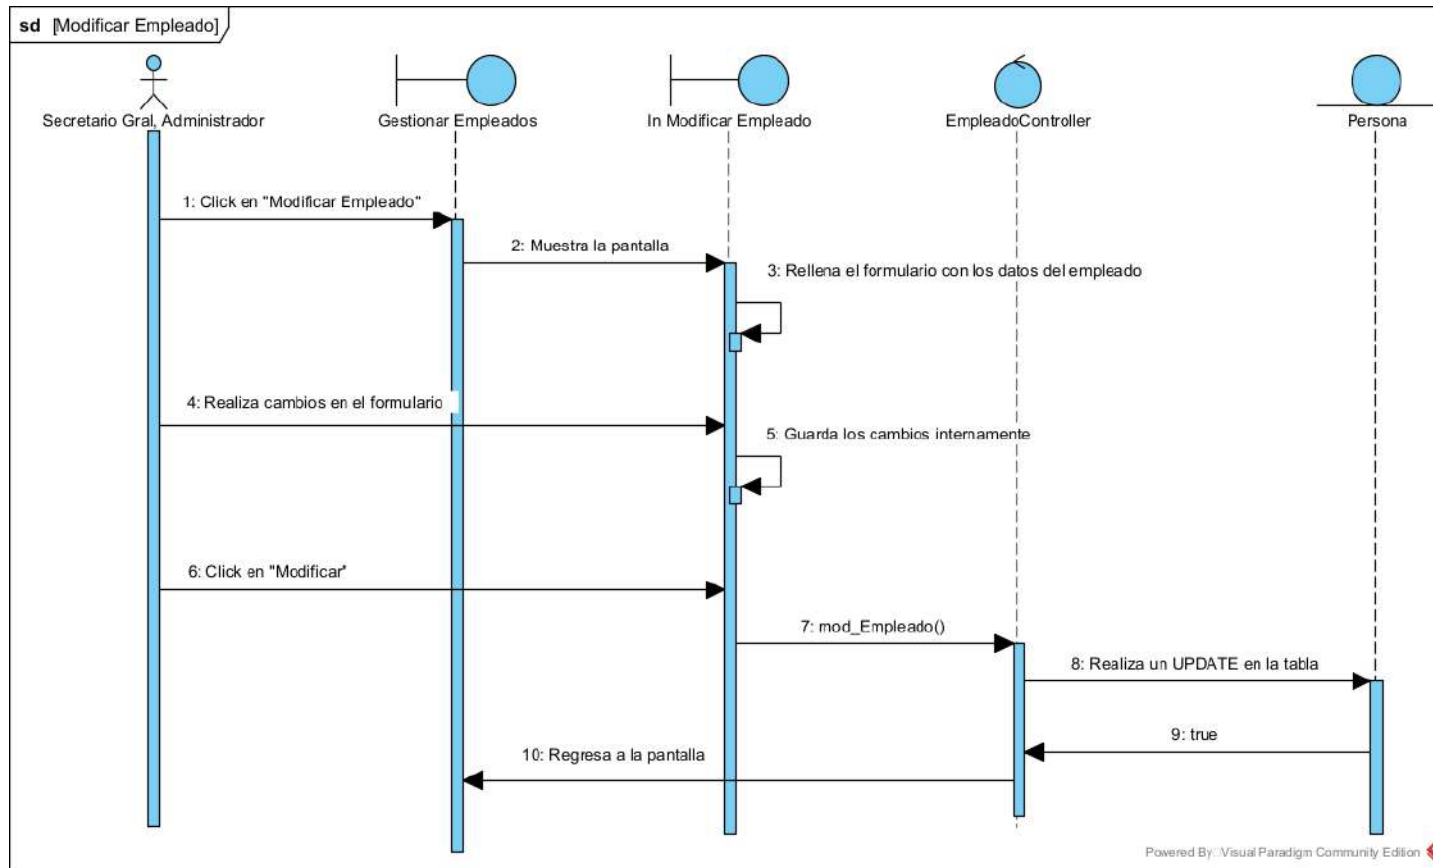 sd [Modificar Empleado]
Secretario Gral, Administrador
Gestionar Empleados
In Modificar Empleado
EmpleadoController
Persona
1: Click en "Modificar Empleado"
2: Muestra la pantalla
3: Rellena el formulario con los datos del empleado
4: Realiza cambios en el formulario
5: Guarda los cambios internamente
6: Click en "Modificar"
7: mod_Empleado()
8: Realiza un UPDATE en la tabla
9: true
10: Regresa a la pantalla
Powered By Visual Paradigm Community Edition